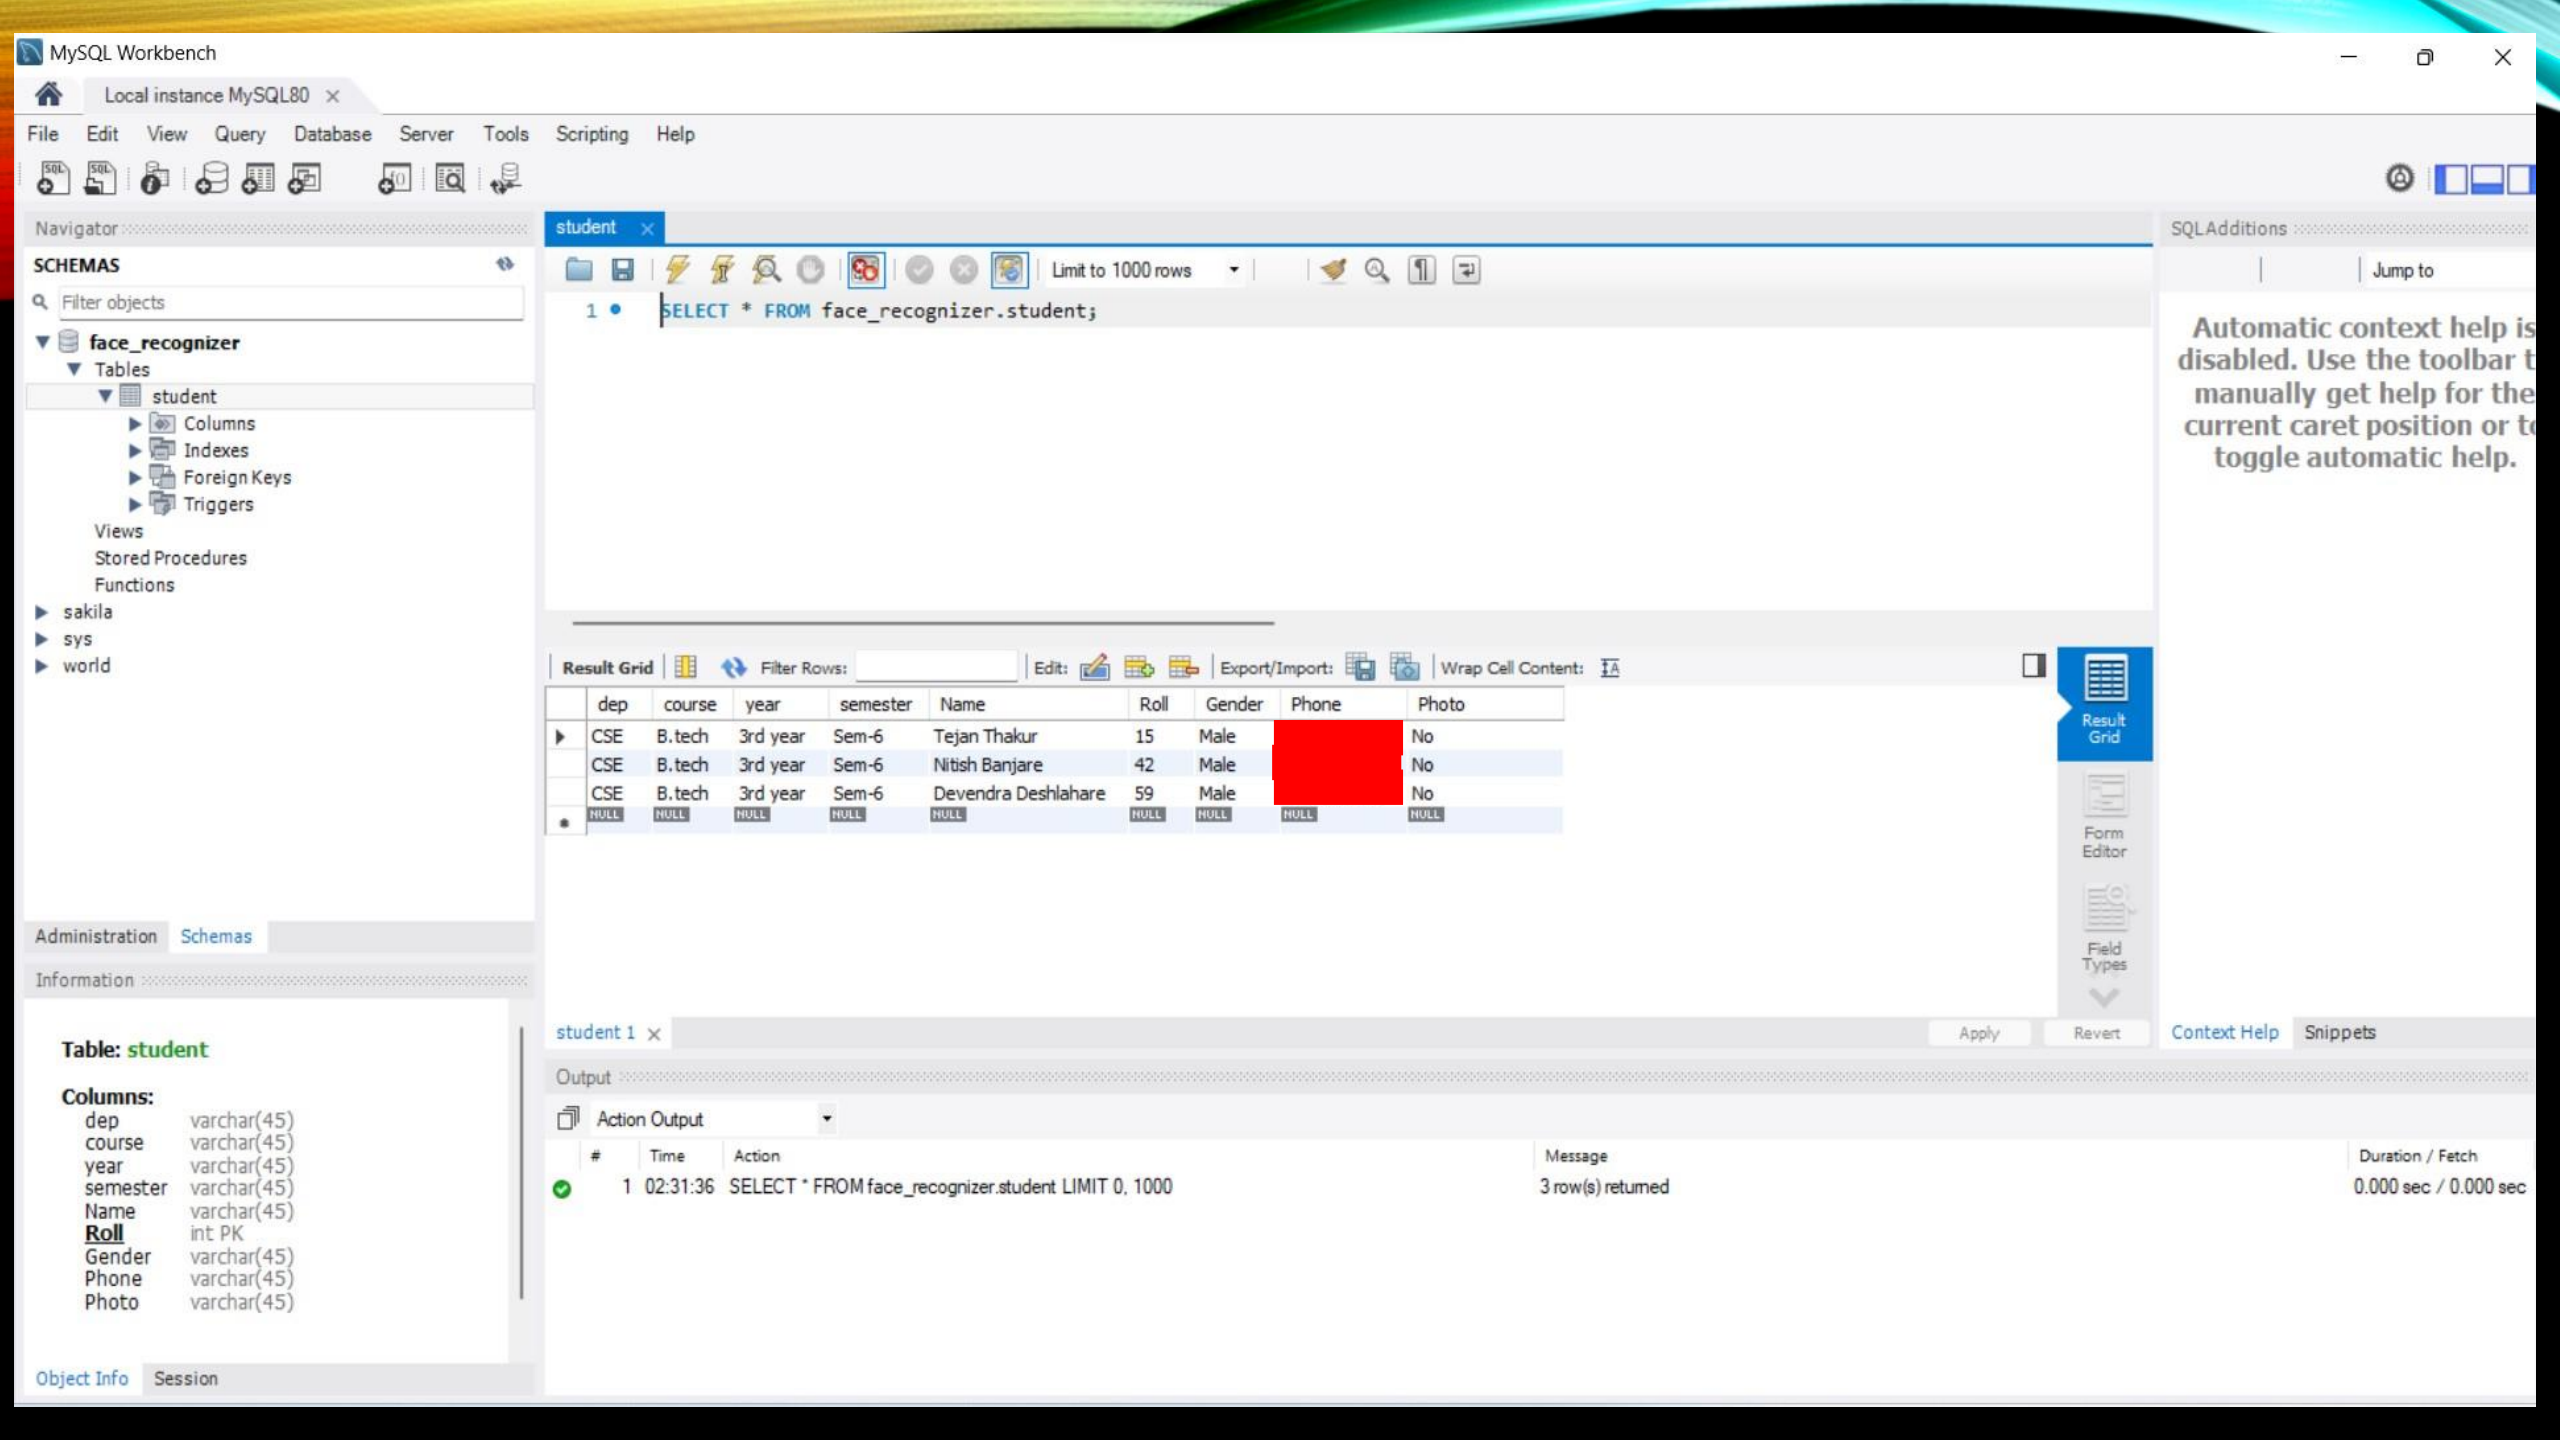 MySQL Workbench
Local instance MySQL80
File Edit View Query Database Server Tools Scripting Help
Navigator
SCHEMAS
Filter objects
face_recognizer
Tables
student
Columns
Indexes
Foreign Keys
Triggers
Views
Stored Procedures
Functions
sakila
sys
world
Administration Schemas
Information
Table: student
Columns:
dep varchar(45)
course varchar(45)
year varchar(45)
semester varchar(45)
Name varchar(45)
Roll int PK
Gender varchar(45)
Phone varchar(45)
Photo varchar(45)
Object Info Session
student
Limit to 1000 rows
1 SELECT * FROM face_recognizer.student;
Result Grid Filter Rows: Edit: Export/Import: Wrap Cell Content:
dep course year semester Name Roll Gender Phone Photo
CSE B.tech 3rd year Sem-6 Tejan Thakur 15 Male No
CSE B.tech 3rd year Sem-6 Nitish Banjare 42 Male No
CSE B.tech 3rd year Sem-6 Devendra Deshlahare 59 Male No
NULL NULL NULL NULL NULL NULL NULL NULL NULL
Result
Grid
Form
Editor
Field
Types
student 1 Apply Revert
SQLAdditions
Jump to
Automatic context help is
disabled. Use the toolbar t
manually get help for the
current caret position or to
toggle automatic help.
Context Help Snippets
Output
Action Output
# Time Action Message Duration / Fetch
1 02:31:36 SELECT * FROM face_recognizer.student LIMIT 0, 1000 3 row(s) returned 0.000 sec / 0.000 sec